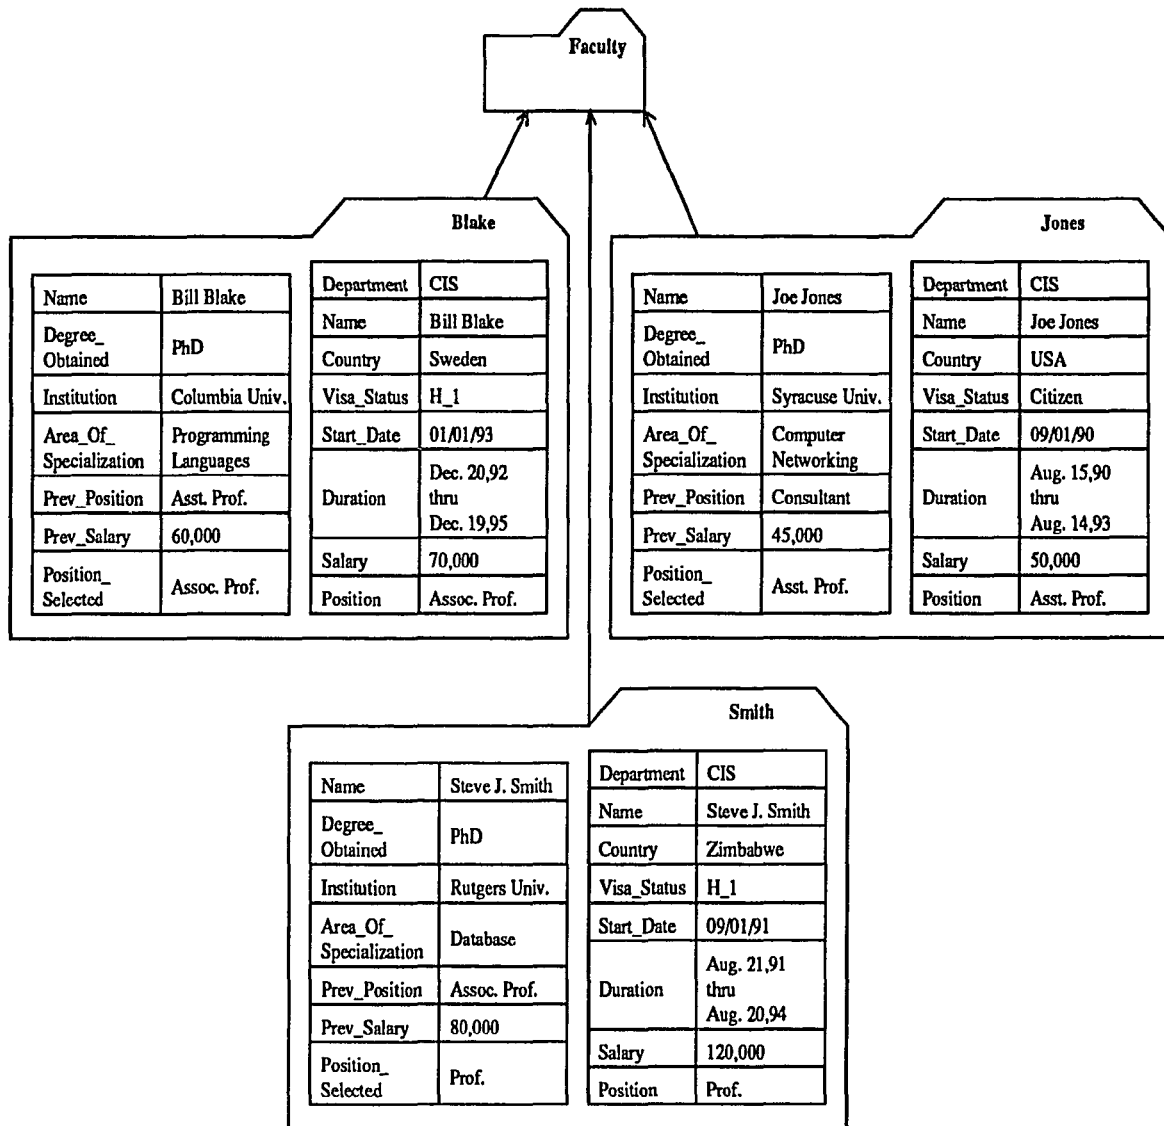 Faculty
Blake
Name Bill Blake
Degree_
Obtained PhD
Institution Columbia Univ.
Area_Of_ Programming
Specialization Languages
Prev_Position Asst. Prof.
Prev_Salary 60,000
Position_
Selected Assoc. Prof.
Department CIS
Name Bill Blake
Country Sweden
Visa_Status H_1
Start_Date 01/01/93
Dec. 20,92
Duration thru
Dec. 19,95
Salary 70,000
Position Assoc. Prof.
Jones
Name Joe Jones
Degree_
Obtained PhD
Institution Syracuse Univ.
Area_Of_ Computer
Specialization Networking
Prev_Position Consultant
Prev_Salary 45,000
Position_
Selected Asst. Prof.
Department CIS
Name Joe Jones
Country USA
Visa_Status Citizen
Start_Date 09/01/90
Aug. 15,90
Duration thru
Aug. 14,93
Salary 50,000
Position Asst. Prof.
Smith
Name Steve J. Smith
Degree_
Obtained PhD
Institution Rutgers Univ.
Area_Of_
Specialization Database
Prev_Position Assoc. Prof.
Prev_Salary 80,000
Position_
Selected Prof.
Department CIS
Name Steve J. Smith
Country Zimbabwe
Visa_Status H_1
Start_Date 09/01/91
Aug. 21,91
Duration thru
Aug. 20,94
Salary 120,000
Position Prof.